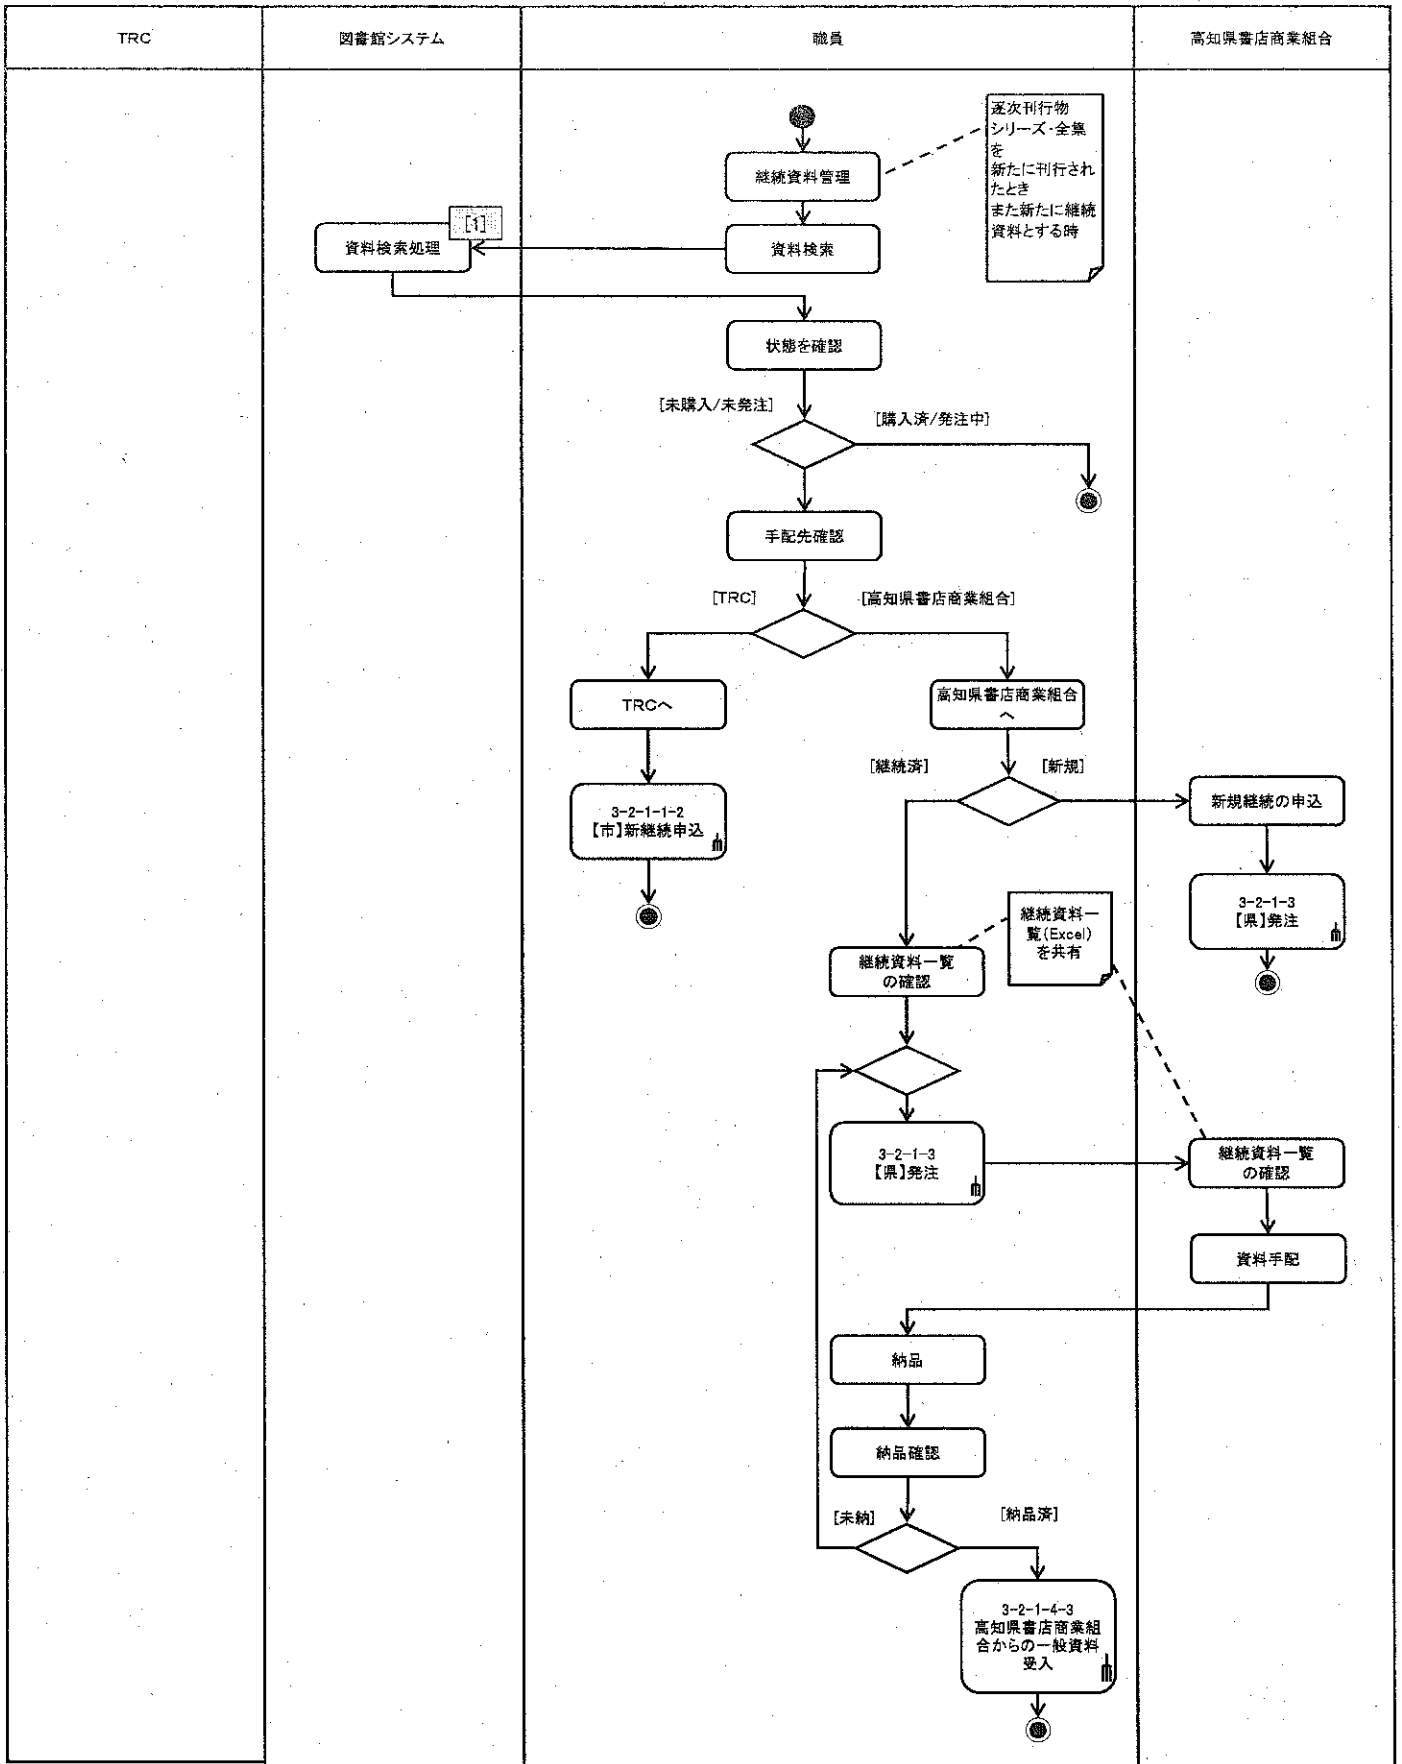 TRC
図書館システム
職員
高知県書店商業組合
逐次刊行物
シリーズ・全集
を
新たに刊行され
たとき
また新たに継続
資料とする時
継続資料管理
[1]
資料検索処理
資料検索
状態を確認
[未購入/未発注]
[購入済/発注中]
手配先確認
[TRC]
[高知県書店商業組合]
TRCへ
高知県書店商業組合
へ
[継続済]
[新規]
3-2-1-1-2
【市】新継続申込
新規継続の申込
3-2-1-3
【県】発注
継続資料一
覧(Excel)
を共有
継続資料一覧
の確認
3-2-1-3
【県】発注
継続資料一覧
の確認
資料手配
納品
納品確認
[未納]
[納品済]
3-2-1-4-3
高知県書店商業組
合からの一般資料
受入